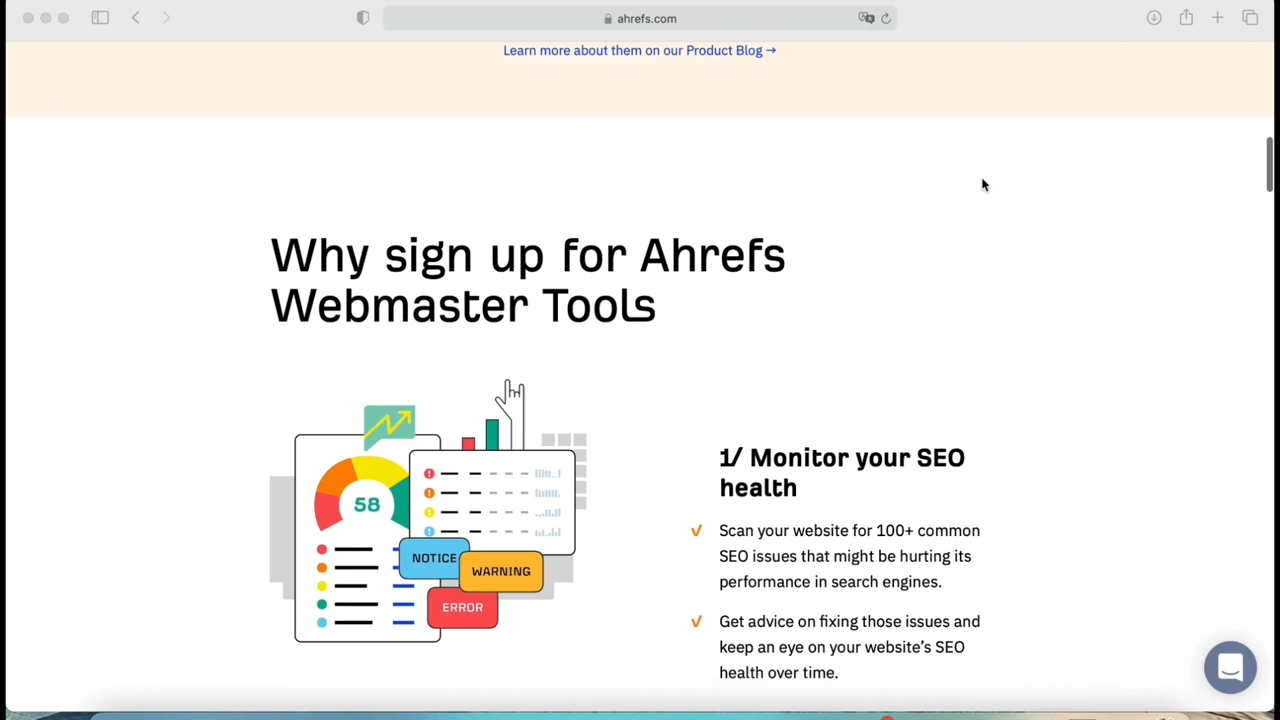 ahrefs.com
Learn more about them on our Product Blog →
Why sign up for Ahrefs
Webmaster Tools
58
NOTICE
WARNING
ERROR
1/ Monitor your SEO
health
✓ Scan your website for 100+ common
SEO issues that might be hurting its
performance in search engines.
✓ Get advice on fixing those issues and
keep an eye on your website’s SEO
health over time.